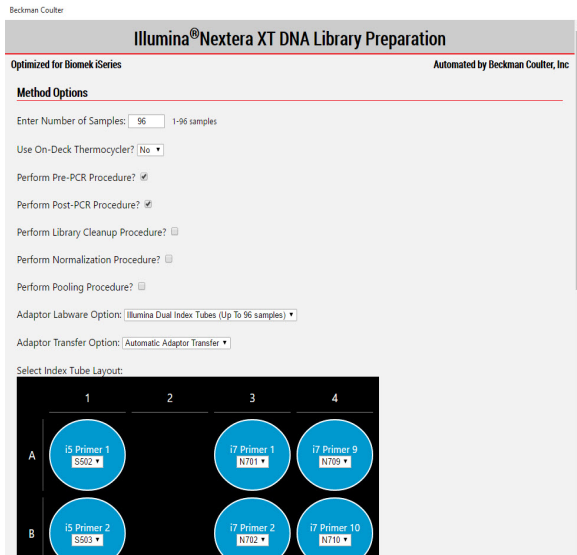 Beckman Coulter
Illumina®Nextera XT DNA Library Preparation
Optimized for Biomek iSeries Automated by Beckman Coulter, Inc
Method Options
Enter Number of Samples: 96 1-96 samples
Use On-Deck Thermocycler? No
Perform Pre-PCR Procedure?
Perform Post-PCR Procedure?
Perform Library Cleanup Procedure?
Perform Normalization Procedure?
Perform Pooling Procedure?
Adaptor Labware Option: Illumina Dual Index Tubes (Up To 96 samples)
Adaptor Transfer Option: Automatic Adaptor Transfer
Select Index Tube Layout:
1 2 3 4
i5 Primer 1 i7 Primer 1 i7 Primer 9
A S502 N701 N709
i5 Primer 2 i7 Primer 2 i7 Primer 10
B S503 N702 N710